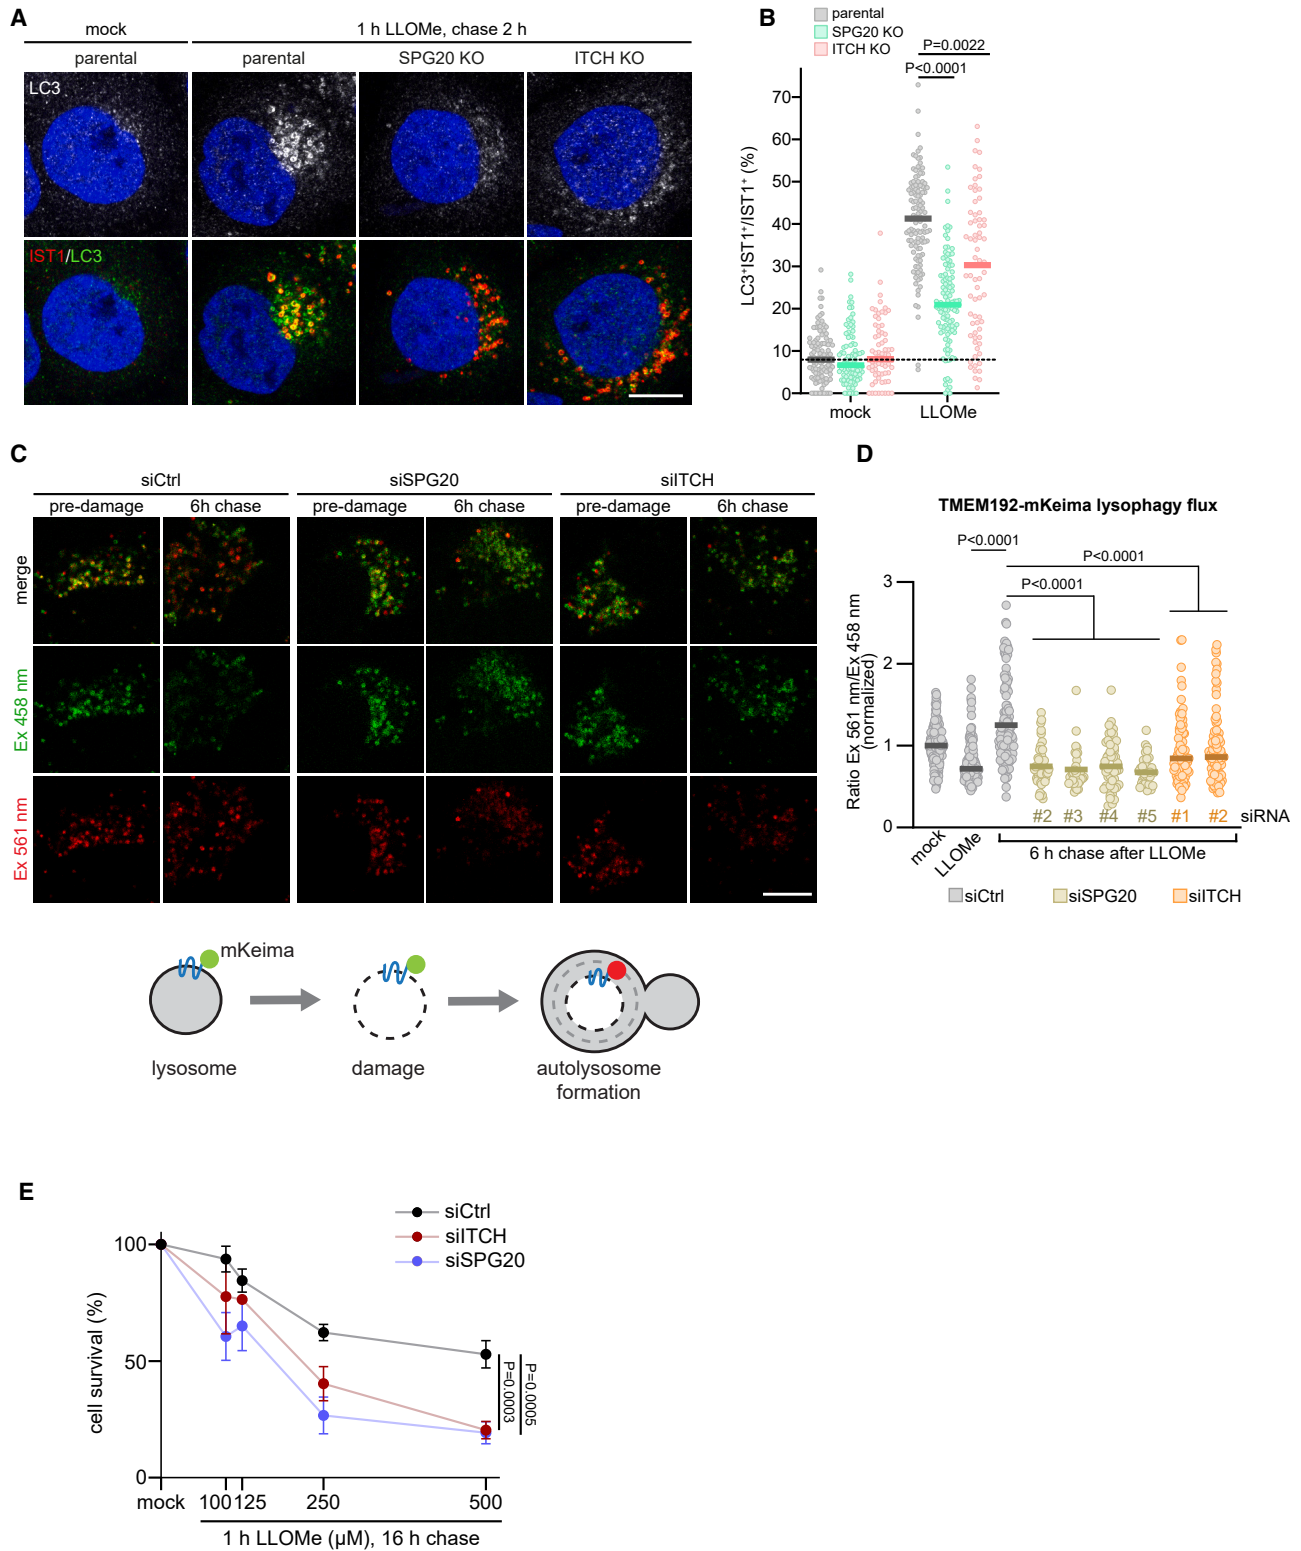 A
mock
1 h LLOMe, chase 2 h
parental
parental
SPG20 KO
ITCH KO
LC3
IST1/LC3
B
parental
SPG20 KO
ITCH KO
P=0.0022
P<0.0001
LC3⁺IST1⁺/IST1⁺ (%)
70
60
50
40
30
20
10
0
mock
LLOMe
C
siCtrl
siSPG20
siITCH
pre-damage
6h chase
pre-damage
6h chase
pre-damage
6h chase
merge
Ex 458 nm
Ex 561 nm
mKeima
lysosome
damage
autolysosome
formation
D
TMEM192-mKeima lysophagy flux
P<0.0001
P<0.0001
P<0.0001
Ratio Ex 561 nm/Ex 458 nm
(normalized)
3
2
1
0
#2 #3 #4 #5 #1 #2 siRNA
mock
LLOMe
6 h chase after LLOMe
siCtrl
siSPG20
siITCH
E
siCtrl
siITCH
siSPG20
cell survival (%)
100
50
0
P=0.0003
P=0.0005
mock 100 125 250 500
1 h LLOMe (µM), 16 h chase